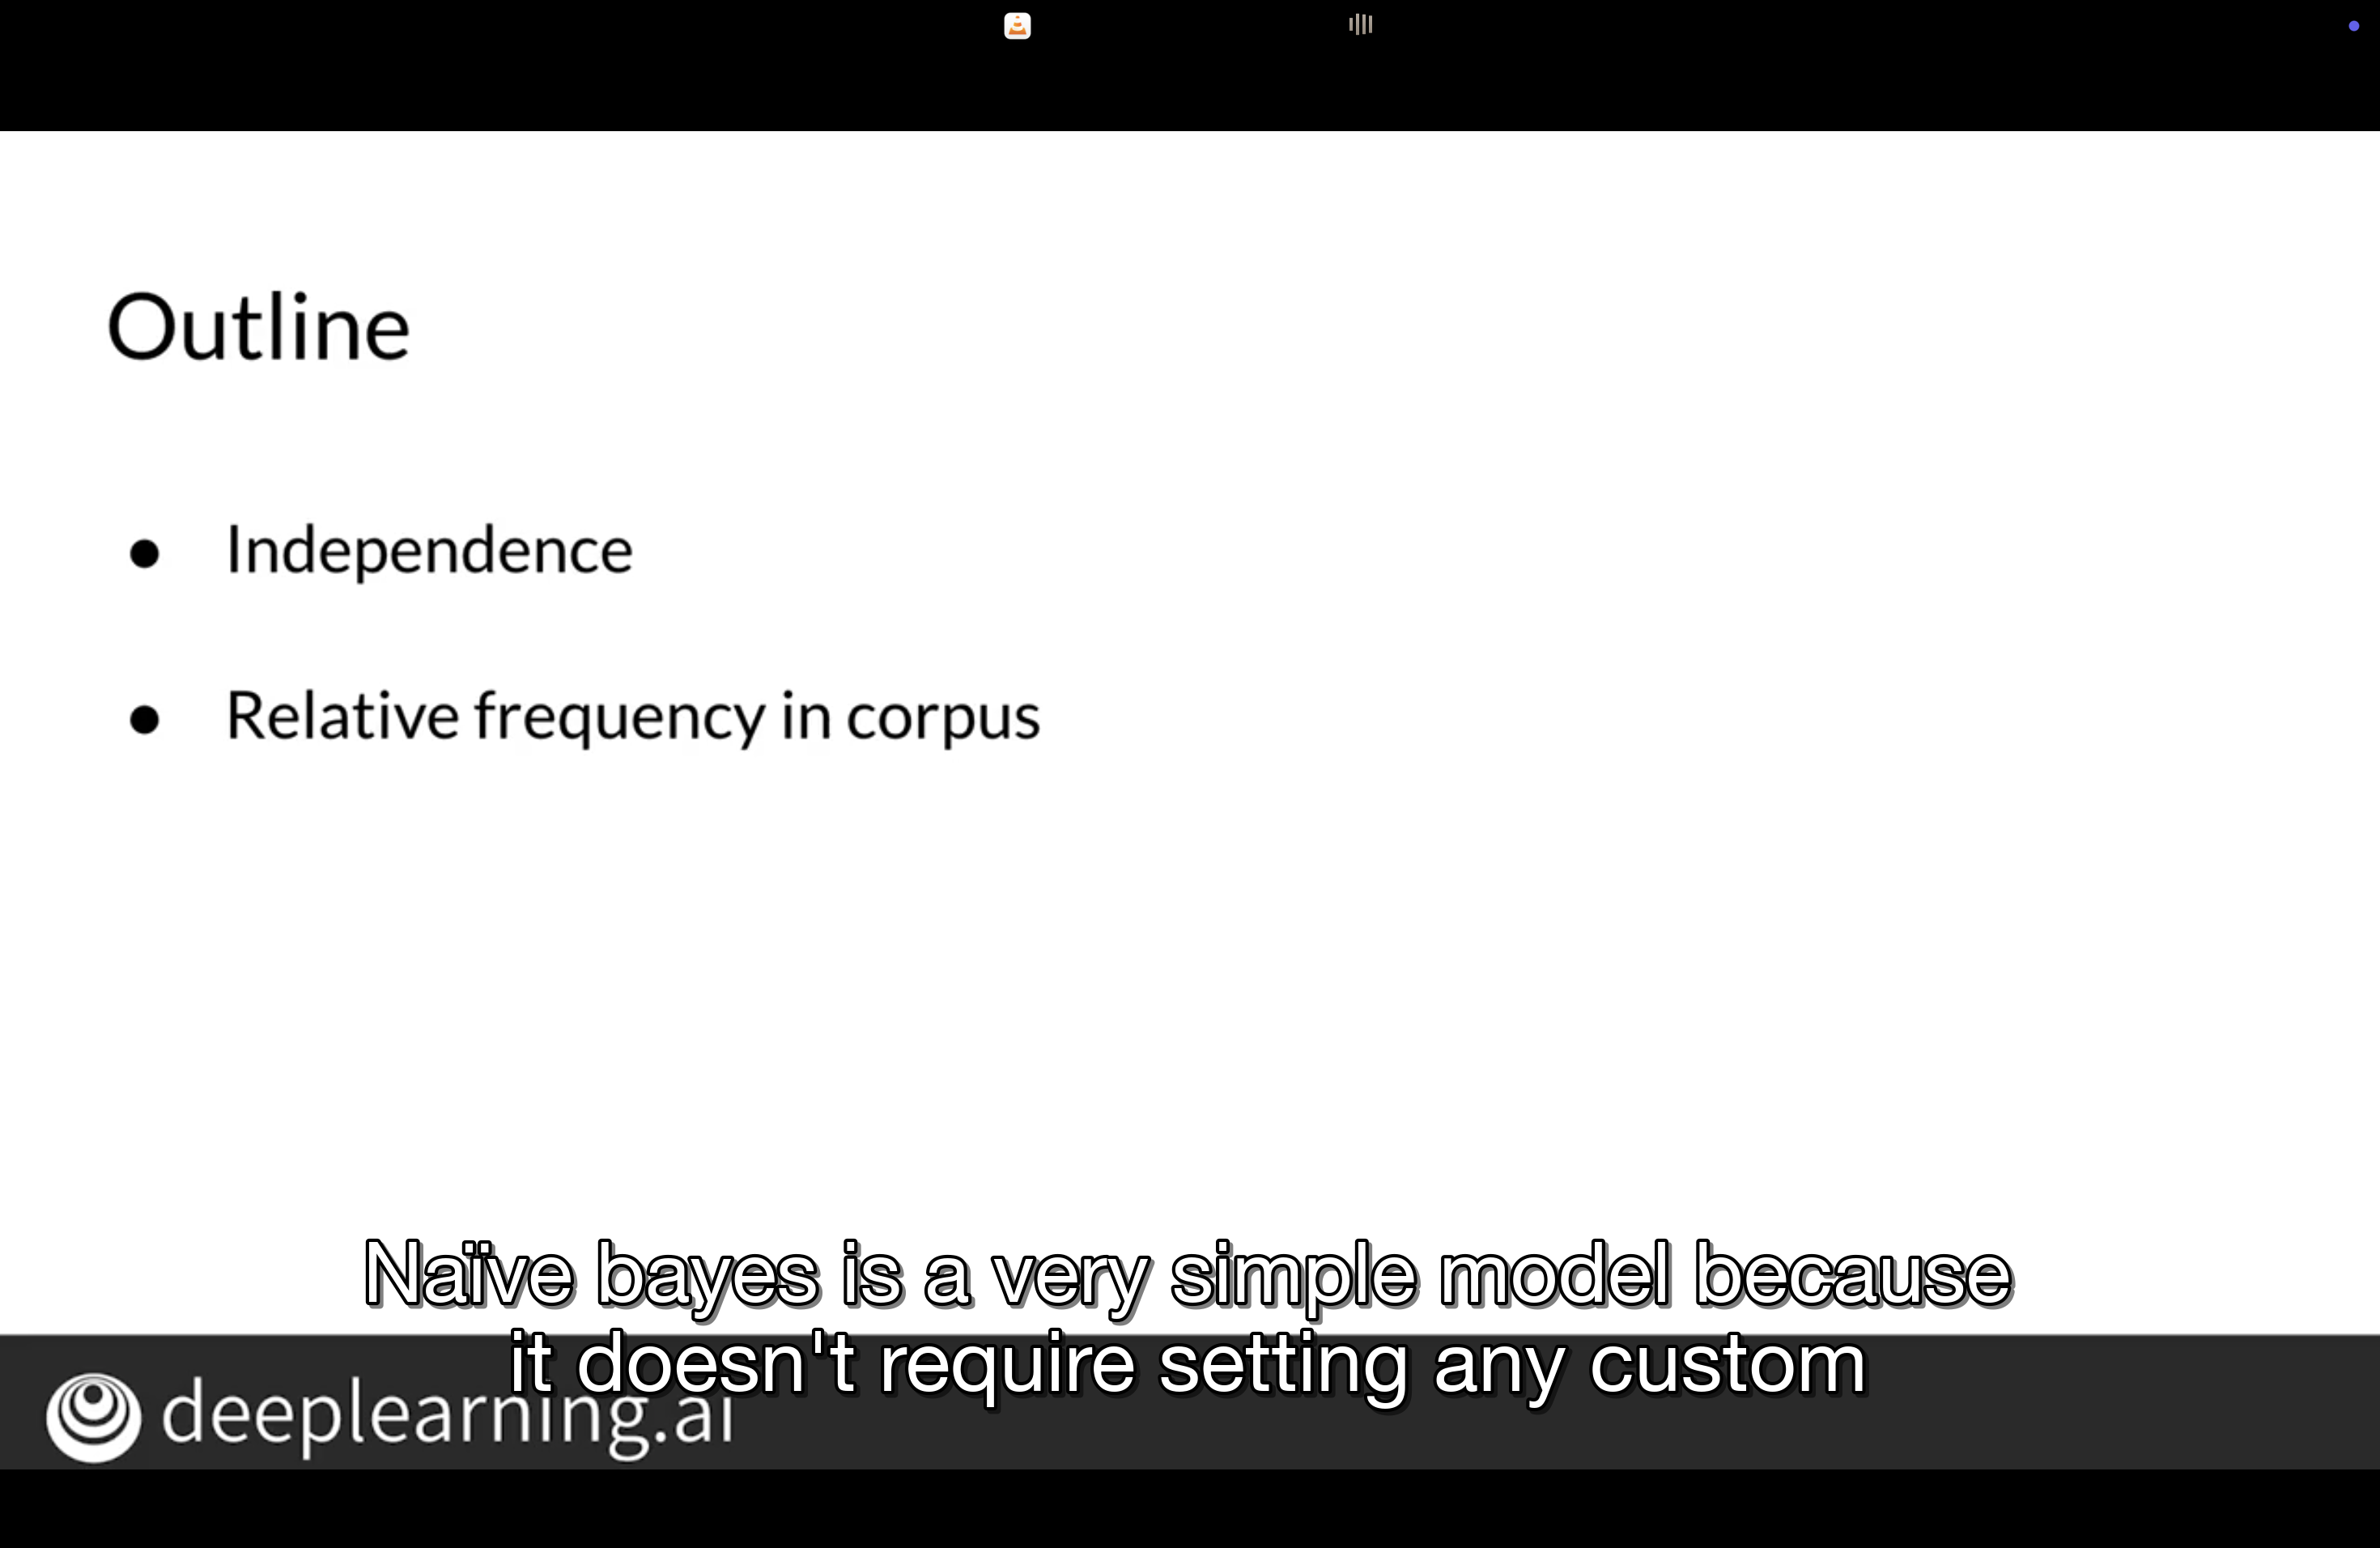 Outline
Independence
Relative frequency in corpus
Naïve bayes is a very simple model because
it doesn't require setting any custom
deeplearning.ai